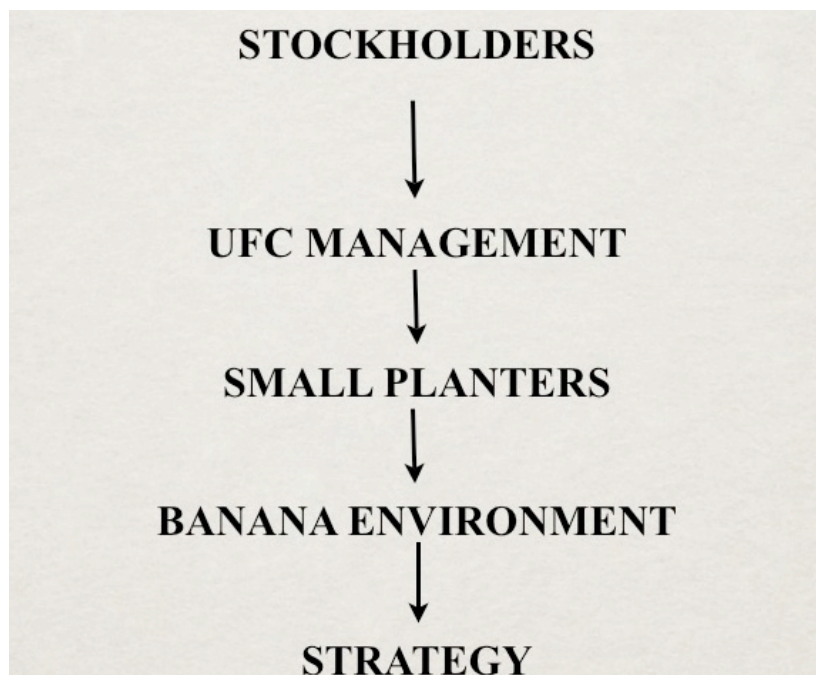 STOCKHOLDERS
UFC MANAGEMENT
SMALL PLANTERS
BANANA ENVIRONMENT
STRATEGY